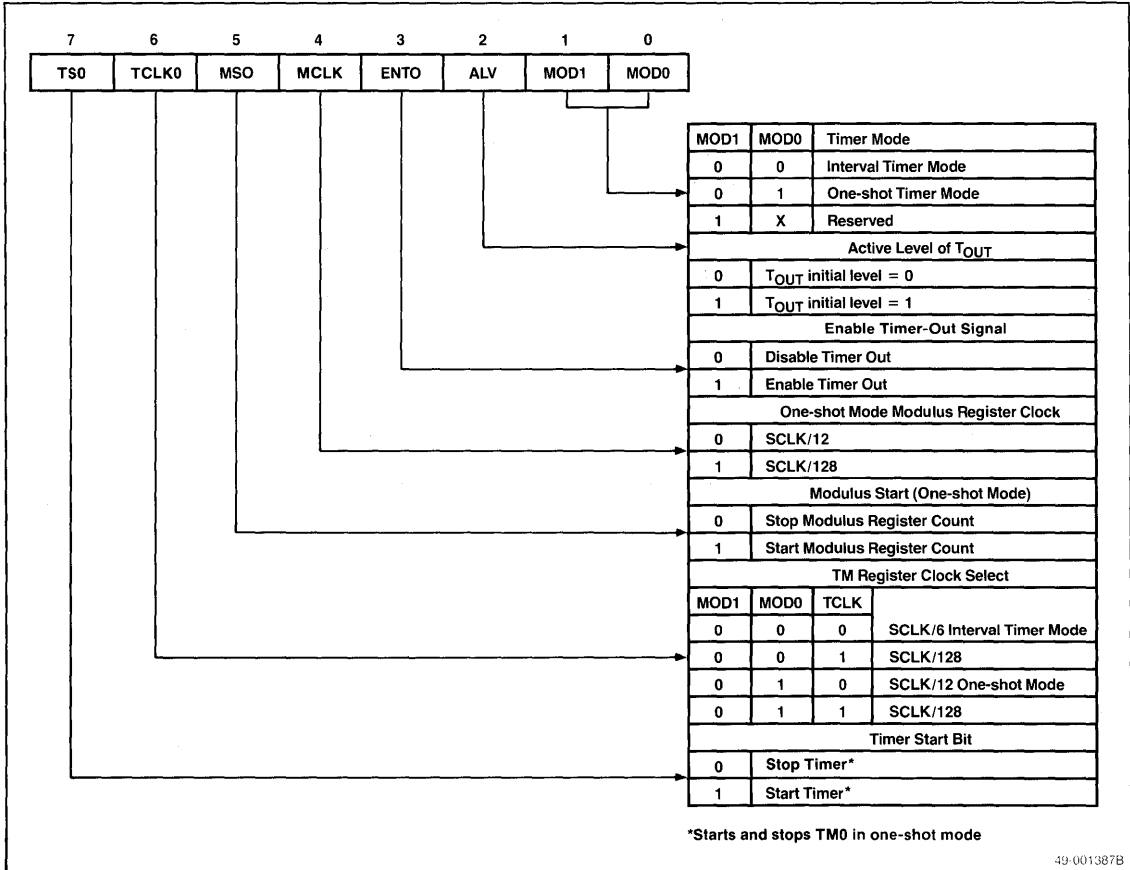 7 6 5 4 3 2 1 0
TS0 TCLK0 MSO MCLK ENTO ALV MOD1 MOD0
MOD1 MOD0 Timer Mode
0 0 Interval Timer Mode
0 1 One-shot Timer Mode
1 X Reserved
Active Level of TOUT
0 TOUT initial level = 0
1 TOUT initial level = 1
Enable Timer-Out Signal
0 Disable Timer Out
1 Enable Timer Out
One-shot Mode Modulus Register Clock
0 SCLK/12
1 SCLK/128
Modulus Start (One-shot Mode)
0 Stop Modulus Register Count
1 Start Modulus Register Count
TM Register Clock Select
MOD1 MOD0 TCLK
0 0 0 SCLK/6 Interval Timer Mode
0 0 1 SCLK/128
0 1 0 SCLK/12 One-shot Mode
0 1 1 SCLK/128
Timer Start Bit
0 Stop Timer*
1 Start Timer*
*Starts and stops TM0 in one-shot mode
49-001387B